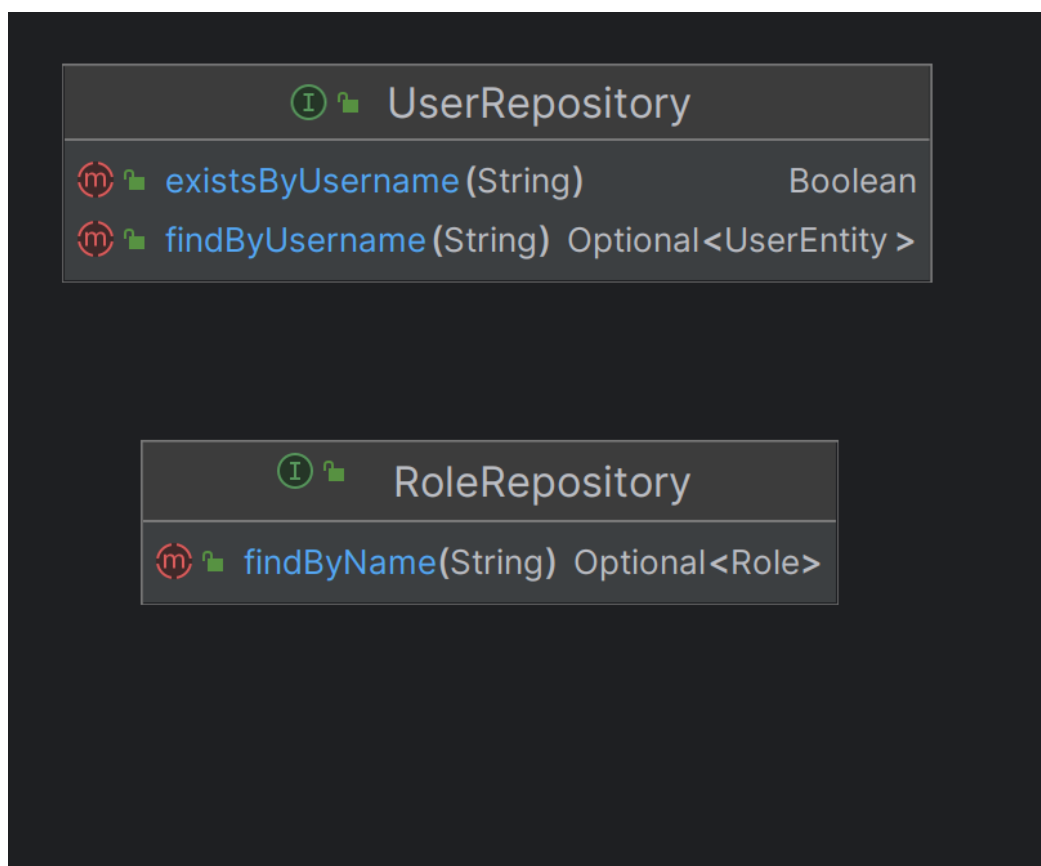 UserRepository
existsByUsername(String) Boolean
findByUsername(String) Optional<UserEntity>
RoleRepository
findByName(String) Optional<Role>